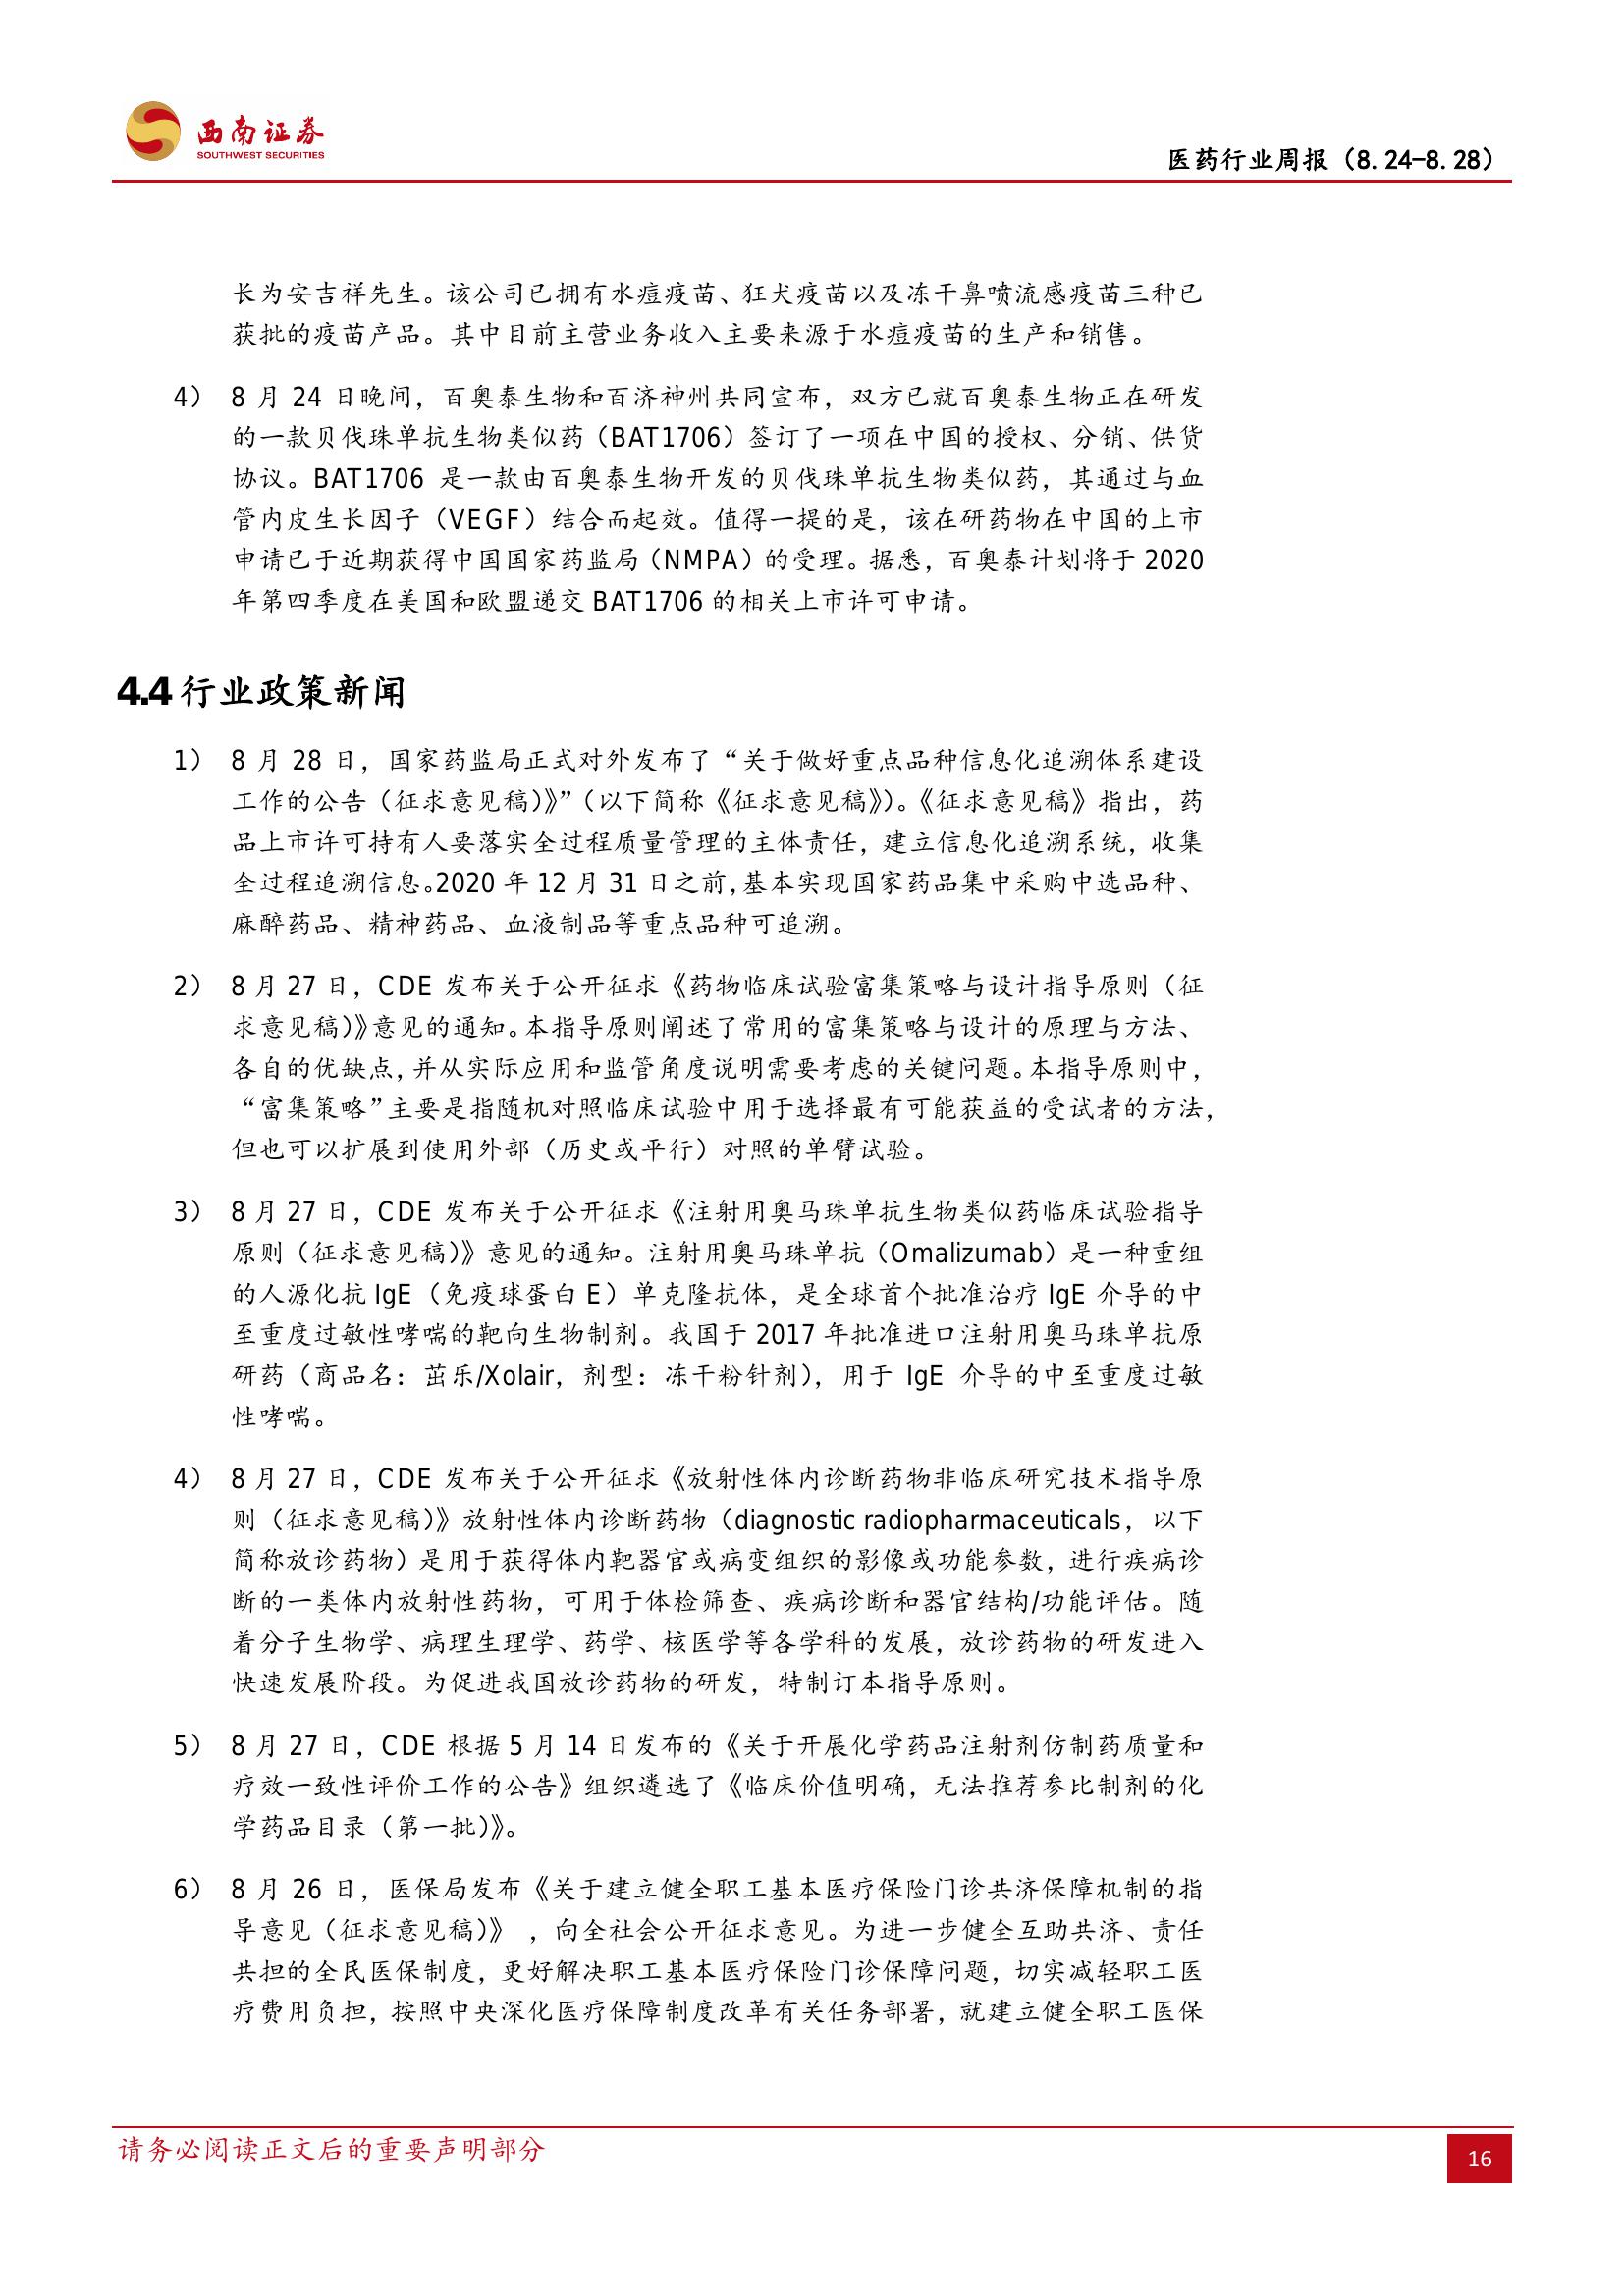 西南证券
SOUTHWEST SECURITIES
医药行业周报（8. 24-8. 28）
长为安吉祥先生。该公司已拥有水痘疫苗、狂犬疫苗以及冻干鼻喷流感疫苗三种已
获批的疫苗产品。其中目前主营业务收入主要来源于水痘疫苗的生产和销售。
4） 8 月 24 日晚间，百奥泰生物和百济神州共同宣布，双方已就百奥泰生物正在研发
的一款贝伐珠单抗生物类似药（BAT1706）签订了一项在中国的授权、分销、供货
协议。BAT1706 是一款由百奥泰生物开发的贝伐珠单抗生物类似药，其通过与血
管内皮生长因子（VEGF）结合而起效。值得一提的是，该在研药物在中国的上市
申请已于近期获得中国国家药监局（NMPA）的受理。据悉，百奥泰计划将于 2020
年第四季度在美国和欧盟递交 BAT1706 的相关上市许可申请。
4.4 行业政策新闻
1） 8 月 28 日，国家药监局正式对外发布了“关于做好重点品种信息化追溯体系建设
工作的公告（征求意见稿）》”（以下简称《征求意见稿》）。《征求意见稿》指出，药
品上市许可持有人要落实全过程质量管理的主体责任，建立信息化追溯系统，收集
全过程追溯信息。2020 年 12 月 31 日之前，基本实现国家药品集中采购中选品种、
麻醉药品、精神药品、血液制品等重点品种可追溯。
2） 8 月 27 日，CDE 发布关于公开征求《药物临床试验富集策略与设计指导原则（征
求意见稿）》意见的通知。本指导原则阐述了常用的富集策略与设计的原理与方法、
各自的优缺点，并从实际应用和监管角度说明需要考虑的关键问题。本指导原则中，
“富集策略”主要是指随机对照临床试验中用于选择最有可能获益的受试者的方法，
但也可以扩展到使用外部（历史或平行）对照的单臂试验。
3） 8 月 27 日，CDE 发布关于公开征求《注射用奥马珠单抗生物类似药临床试验指导
原则（征求意见稿）》意见的通知。注射用奥马珠单抗（Omalizumab）是一种重组
的人源化抗 IgE（免疫球蛋白 E）单克隆抗体，是全球首个批准治疗 IgE 介导的中
至重度过敏性哮喘的靶向生物制剂。我国于 2017 年批准进口注射用奥马珠单抗原
研药（商品名：茁乐/Xolair，剂型：冻干粉针剂），用于 IgE 介导的中至重度过敏
性哮喘。
4） 8 月 27 日，CDE 发布关于公开征求《放射性体内诊断药物非临床研究技术指导原
则（征求意见稿）》放射性体内诊断药物（diagnostic radiopharmaceuticals，以下
简称放诊药物）是用于获得体内靶器官或病变组织的影像或功能参数，进行疾病诊
断的一类体内放射性药物，可用于体检筛查、疾病诊断和器官结构/功能评估。随
着分子生物学、病理生理学、药学、核医学等各学科的发展，放诊药物的研发进入
快速发展阶段。为促进我国放诊药物的研发，特制订本指导原则。
5） 8 月 27 日，CDE 根据 5 月 14 日发布的《关于开展化学药品注射剂仿制药质量和
疗效一致性评价工作的公告》组织遴选了《临床价值明确，无法推荐参比制剂的化
学药品目录（第一批）》。
6） 8 月 26 日，医保局发布《关于建立健全职工基本医疗保险门诊共济保障机制的指
导意见（征求意见稿）》 ，向全社会公开征求意见。为进一步健全互助共济、责任
共担的全民医保制度，更好解决职工基本医疗保险门诊保障问题，切实减轻职工医
疗费用负担，按照中央深化医疗保障制度改革有关任务部署，就建立健全职工医保
请务必阅读正文后的重要声明部分
16